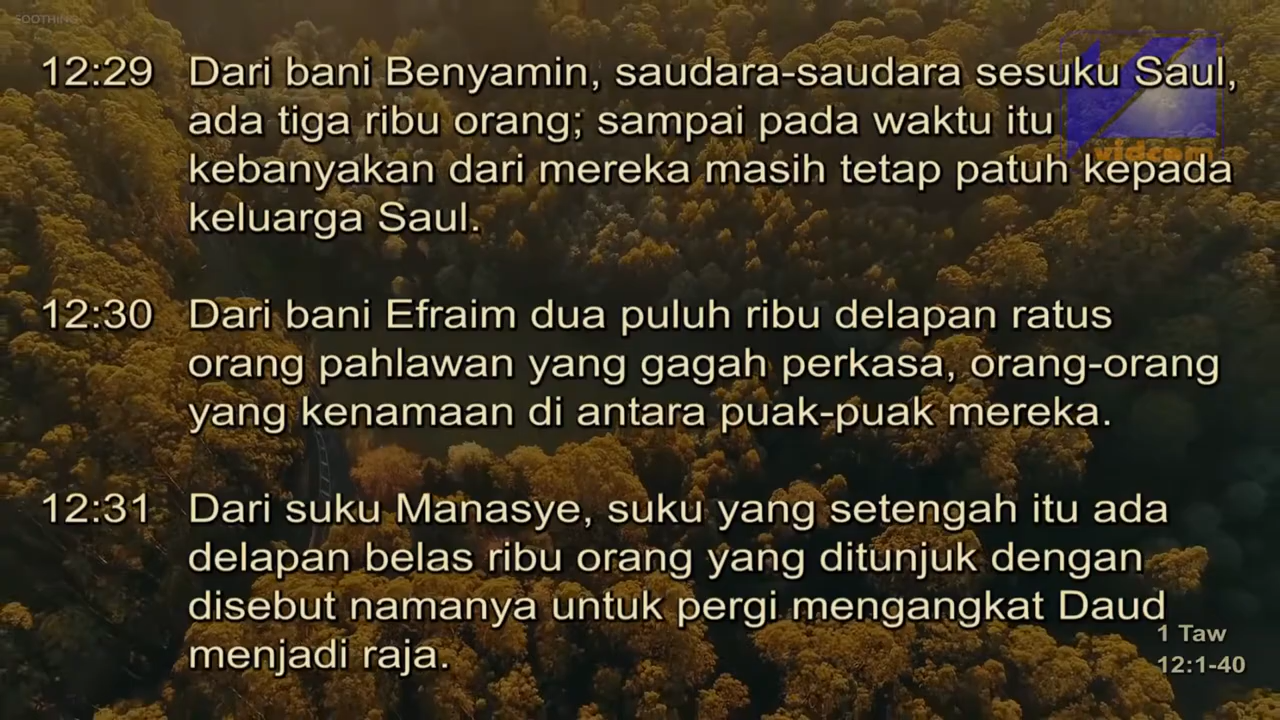 SOOTHING
12:29 Dari bani Benyamin, saudara-saudara sesuku Saul,
ada tiga ribu orang; sampai pada waktu itu
kebanyakan dari mereka masih tetap patuh kepada
keluarga Saul.
12:30 Dari bani Efraim dua puluh ribu delapan ratus
orang pahlawan yang gagah perkasa, orang-orang
yang kenamaan di antara puak-puak mereka.
12:31 Dari suku Manasye, suku yang setengah itu ada
delapan belas ribu orang yang ditunjuk dengan
disebut namanya untuk pergi mengangkat Daud
menjadi raja.
1 Taw
12:1-40